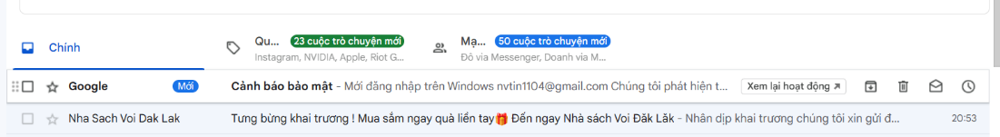 Chính
Qu... 23 cuộc trò chuyện mới
Instagram, NVIDIA, Apple, Riot G...
Mạ... 50 cuộc trò chuyện mới
Đô via Messenger, Doanh via M...
Google Mới Cảnh báo bảo mật - Mới đăng nhập trên Windows nvtin1104@gmail.com Chúng tôi phát hiện t... Xem lại hoạt động
Nha Sach Voi Dak Lak Tưng bừng khai trương ! Mua sắm ngay quà liền tay🎁 Đến ngay Nhà sách Voi Đăk Lăk - Nhân dịp khai trương chúng tôi xin gửi đ... 20:53